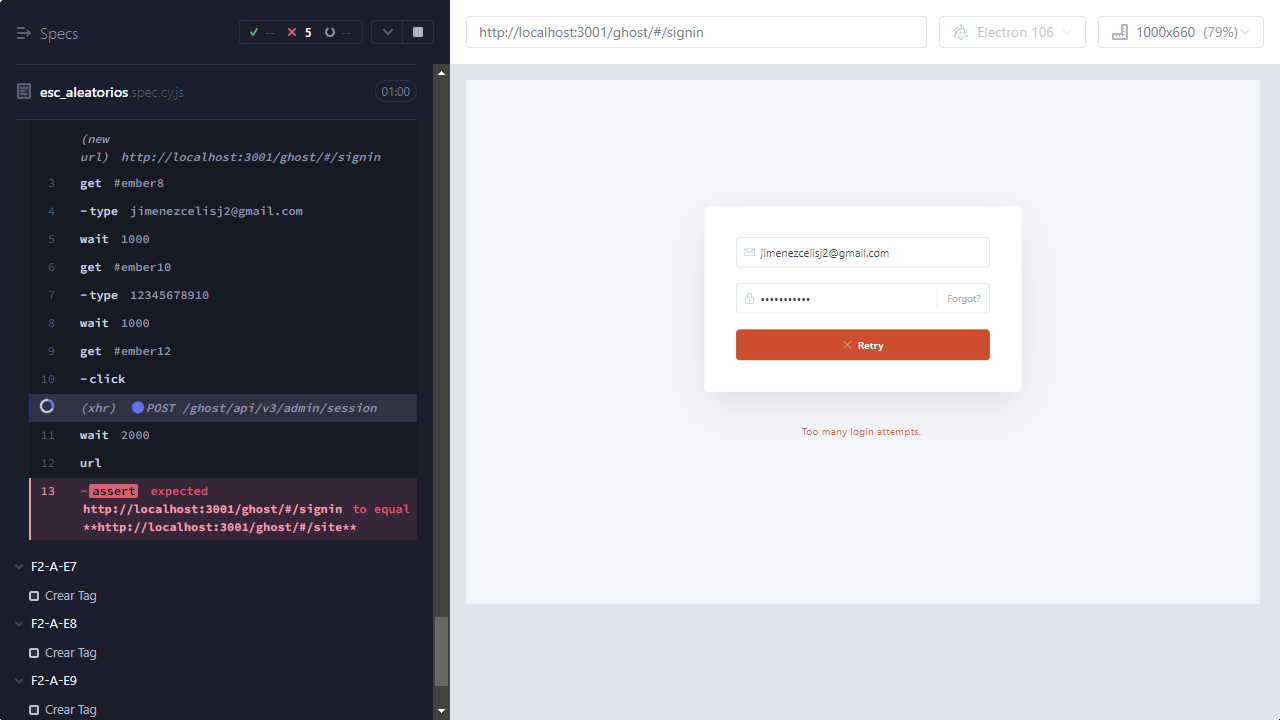 Specs
--
5
--
http://localhost:3001/ghost/#/signin
Electron 106
1000x660 (79%)
esc_aleatorios.spec.cy.js
01:00
(new
url) http://localhost:3001/ghost/#/signin
3 get #ember8
4 -type jimenezcelisj2@gmail.com
5 wait 1000
6 get #ember10
7 -type 12345678910
8 wait 1000
9 get #ember12
10 -click
(xhr) POST /ghost/api/v3/admin/session
11 wait 2000
12 url
13 -assert expected
http://localhost:3001/ghost/#/signin to equal
**http://localhost:3001/ghost/#/site**
F2-A-E7
Crear Tag
F2-A-E8
Crear Tag
F2-A-E9
Crear Tag
jimenezcelisj2@gmail.com
•••••••••••
Forgot?
Retry
Too many login attempts.